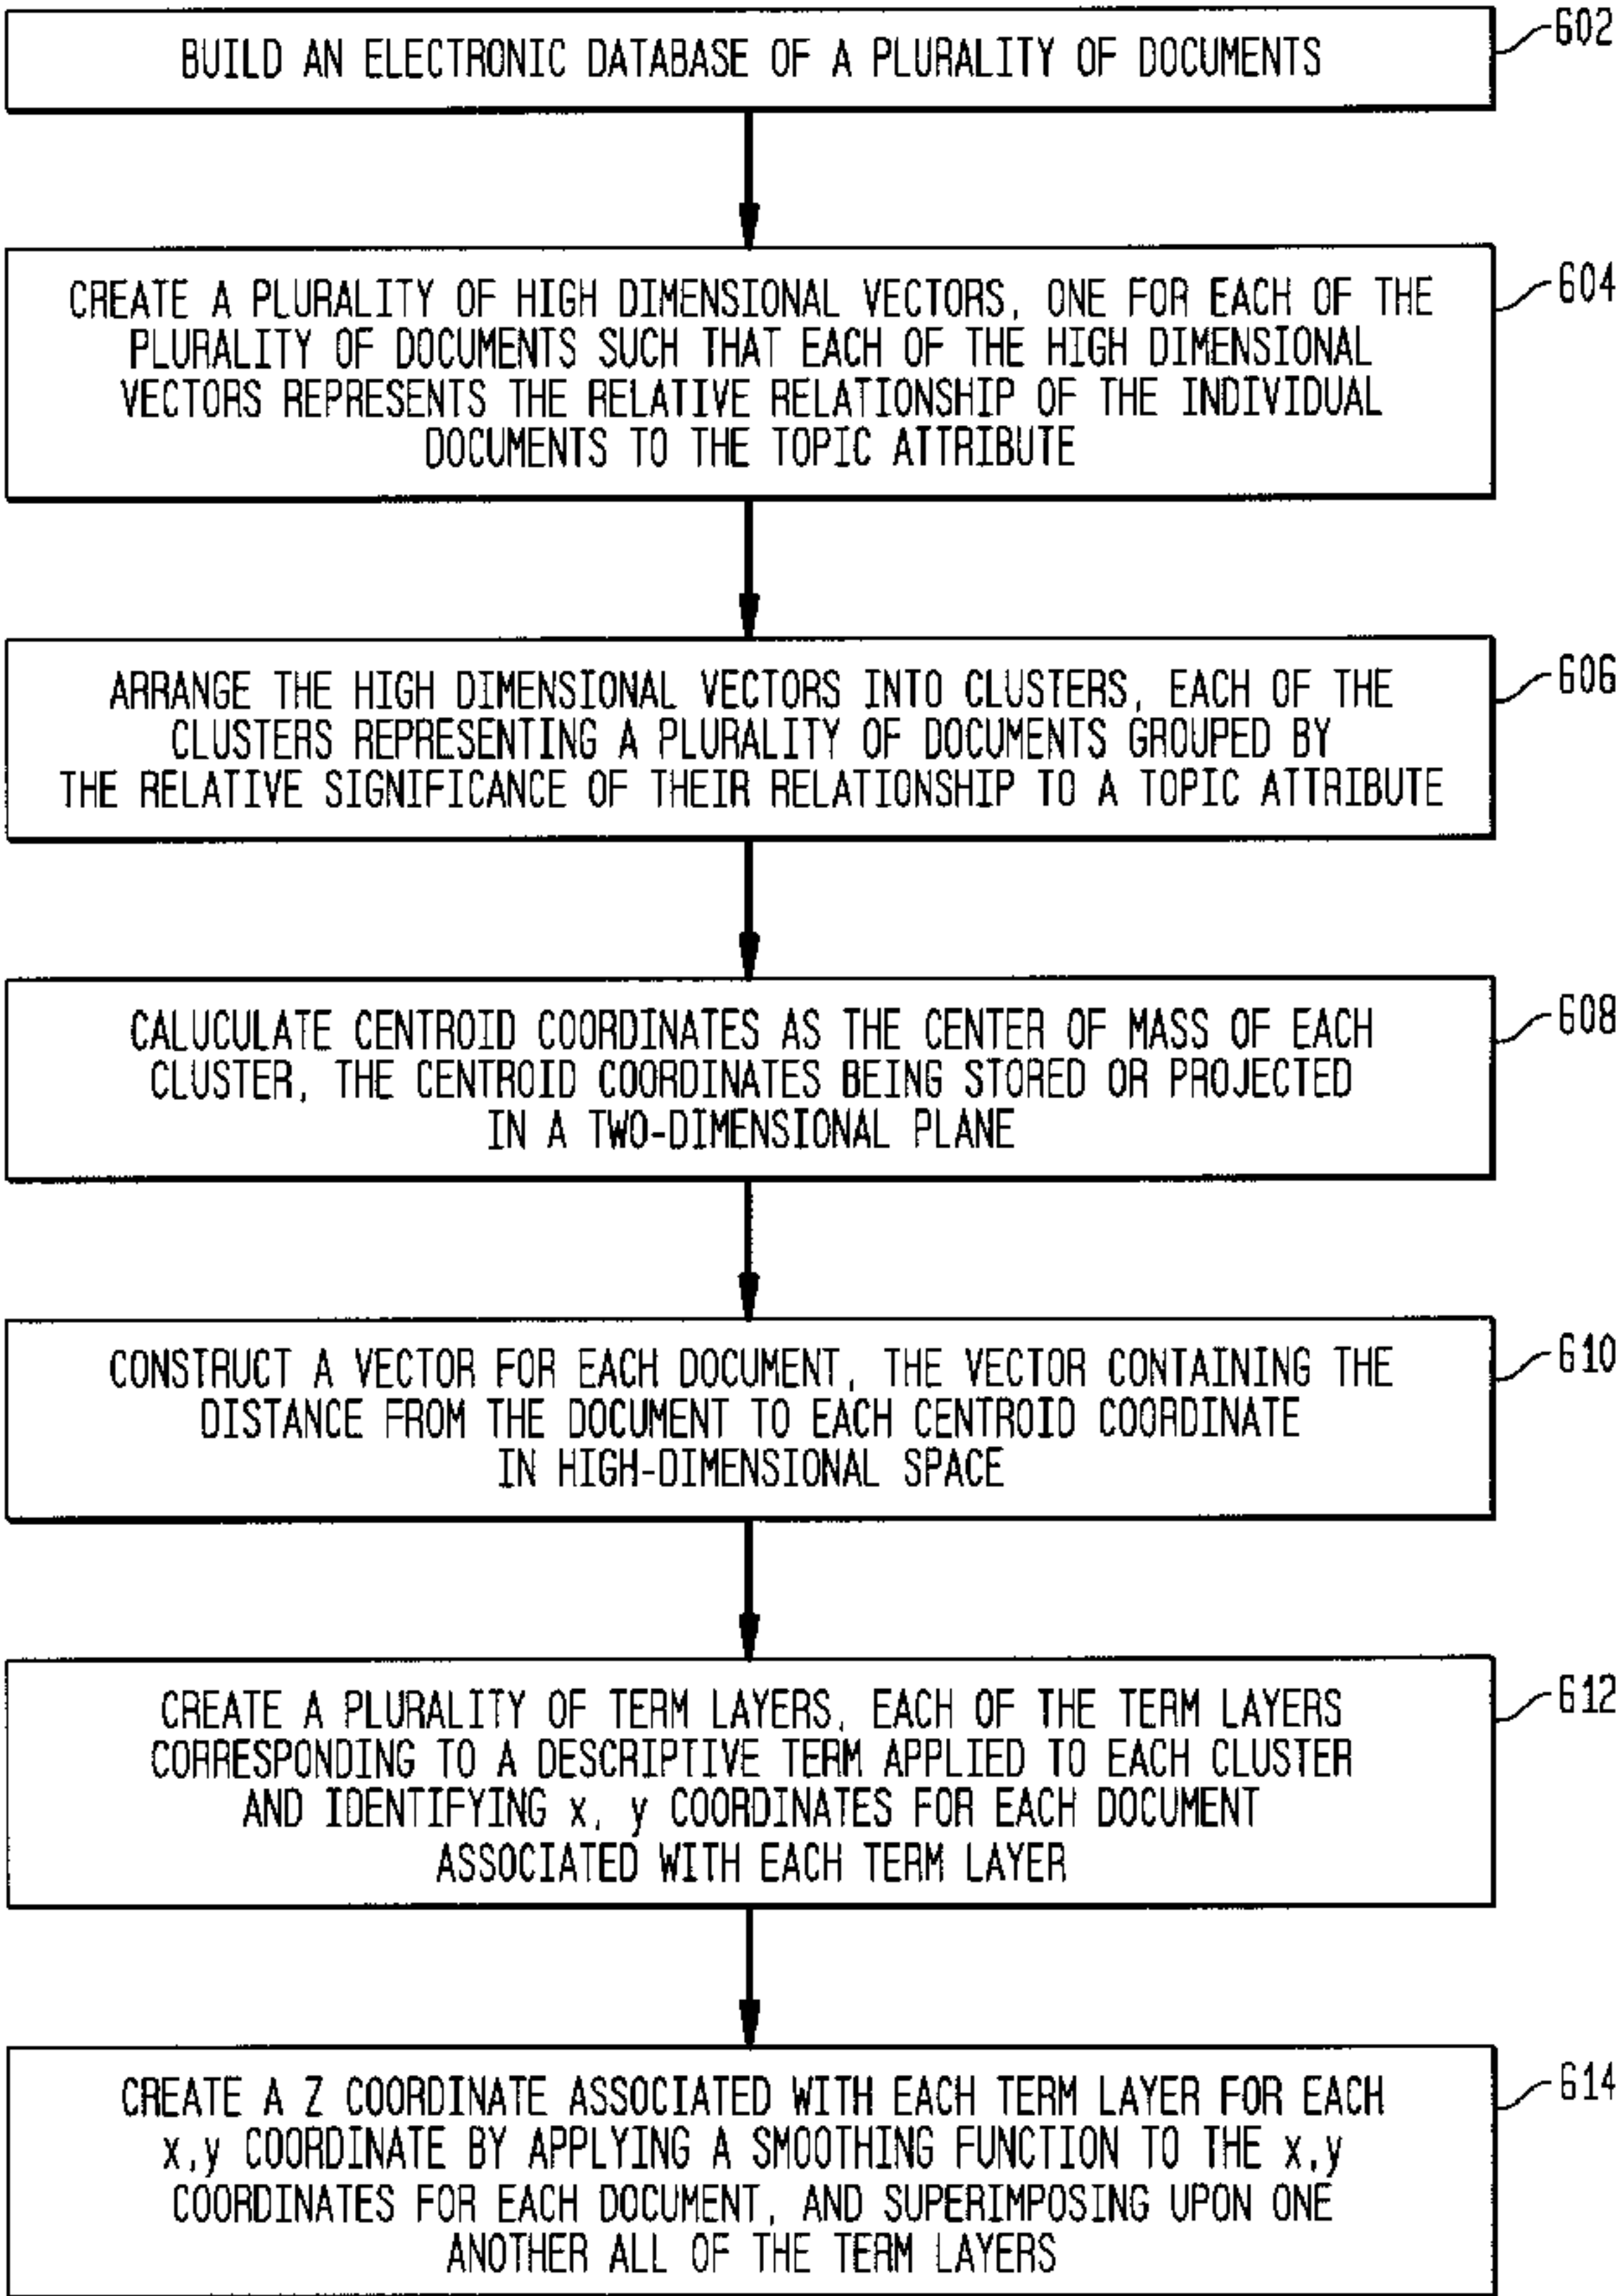 BUILD AN ELECTRONIC DATABASE OF A PLURALITY OF DOCUMENTS
602
CREATE A PLURALITY OF HIGH DIMENSIONAL VECTORS, ONE FOR EACH OF THE
PLURALITY OF DOCUMENTS SUCH THAT EACH OF THE HIGH DIMENSIONAL
VECTORS REPRESENTS THE RELATIVE RELATIONSHIP OF THE INDIVIDUAL
DOCUMENTS TO THE TOPIC ATTRIBUTE
604
ARRANGE THE HIGH DIMENSIONAL VECTORS INTO CLUSTERS, EACH OF THE
CLUSTERS REPRESENTING A PLURALITY OF DOCUMENTS GROUPED BY
THE RELATIVE SIGNIFICANCE OF THEIR RELATIONSHIP TO A TOPIC ATTRIBUTE
606
CALUCULATE CENTROID COORDINATES AS THE CENTER OF MASS OF EACH
CLUSTER, THE CENTROID COORDINATES BEING STORED OR PROJECTED
IN A TWO-DIMENSIONAL PLANE
608
CONSTRUCT A VECTOR FOR EACH DOCUMENT, THE VECTOR CONTAINING THE
DISTANCE FROM THE DOCUMENT TO EACH CENTROID COORDINATE
IN HIGH-DIMENSIONAL SPACE
610
CREATE A PLURALITY OF TERM LAYERS, EACH OF THE TERM LAYERS
CORRESPONDING TO A DESCRIPTIVE TERM APPLIED TO EACH CLUSTER
AND IDENTIFYING x, y COORDINATES FOR EACH DOCUMENT
ASSOCIATED WITH EACH TERM LAYER
612
CREATE A Z COORDINATE ASSOCIATED WITH EACH TERM LAYER FOR EACH
x,y COORDINATE BY APPLYING A SMOOTHING FUNCTION TO THE x,y
COORDINATES FOR EACH DOCUMENT, AND SUPERIMPOSING UPON ONE
ANOTHER ALL OF THE TERM LAYERS
614